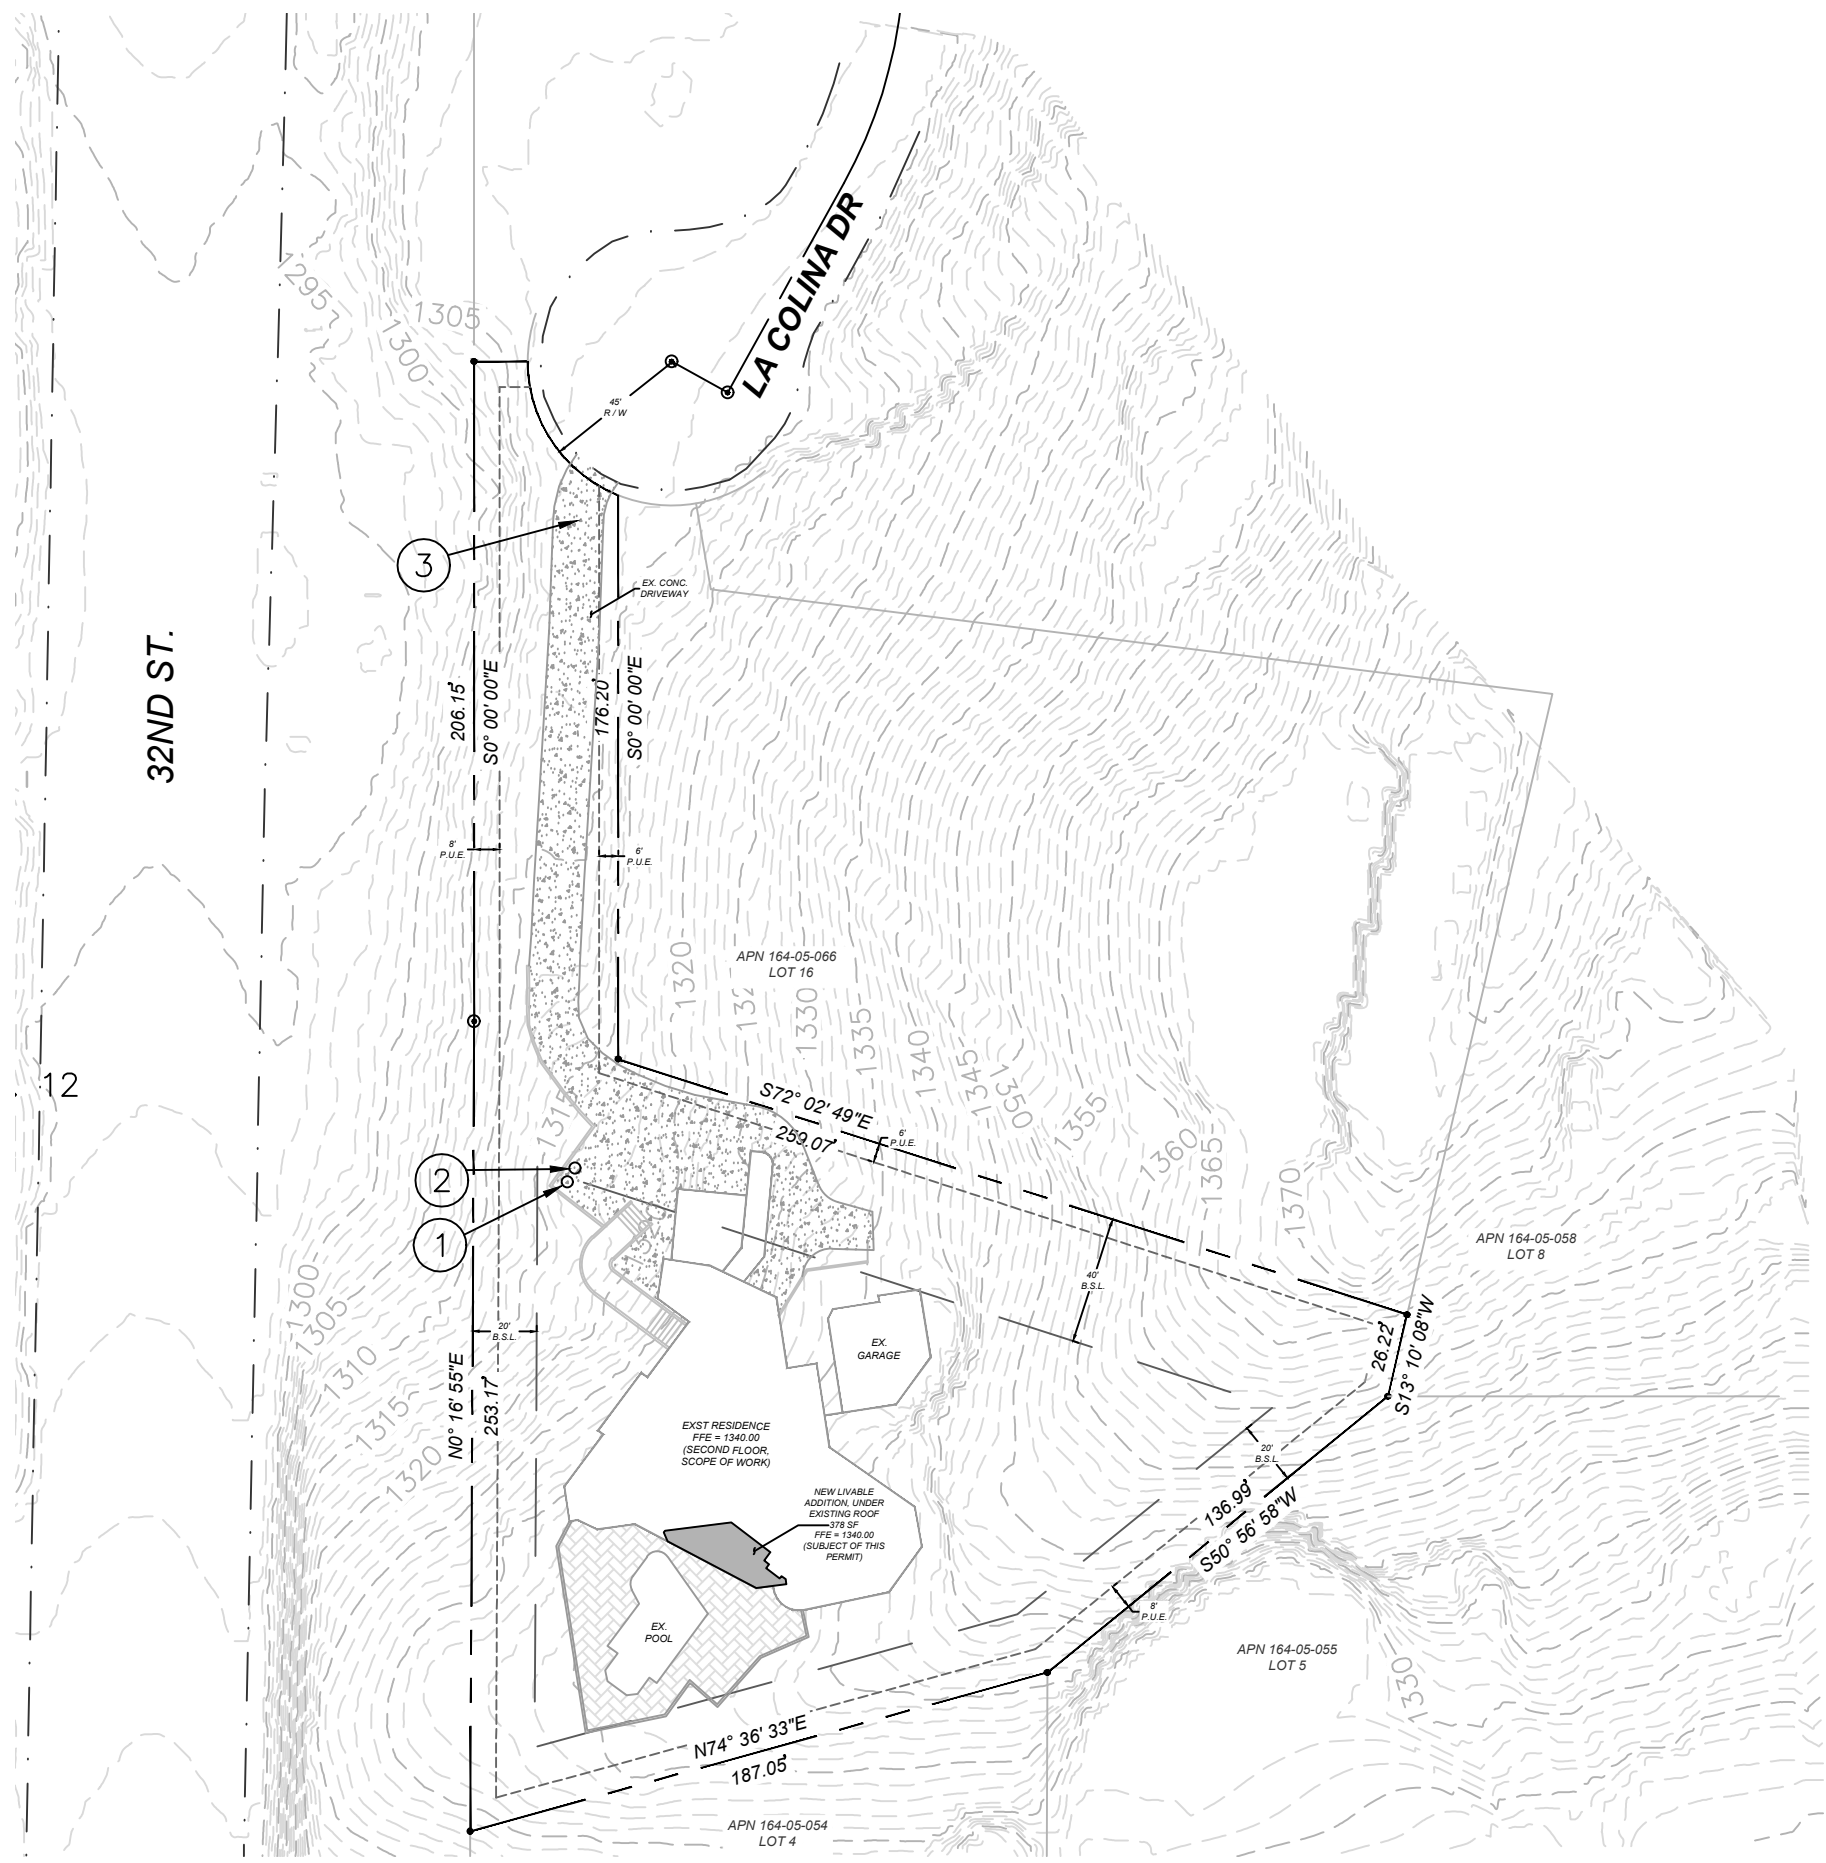 LA COLINA DR
1295
1305
1300
45'
R / W
3
EX. CONC.
DRIVEWAY
32ND ST.
206.15'
S0° 00' 00"E
176.20'
S0° 00' 00"E
8'
P.U.E.
6'
P.U.E.
APN 164-05-066
LOT 16
1320
1330
1335
1340
1345
1350
1355
1360
1365
1370
12
1315
S72° 02' 49"E
259.07'
6'
P.U.E.
2
1
APN 164-05-058
LOT 8
40'
B.S.L.
1300
1305
1310
1315
1320
20'
B.S.L.
N0° 16' 55"E
253.17'
EX.
GARAGE
26.22'
S13° 10' 08"W
EXST RESIDENCE
FFE = 1340.00
(SECOND FLOOR,
SCOPE OF WORK)
20'
B.S.L.
NEW LIVABLE
ADDITION, UNDER
EXISTING ROOF
378 SF
FFE = 1340.00
(SUBJECT OF THIS
PERMIT)
136.99'
S50° 56' 58"W
8'
P.U.E.
EX.
POOL
APN 164-05-055
LOT 5
1330
N74° 36' 33"E
187.05'
APN 164-05-054
LOT 4